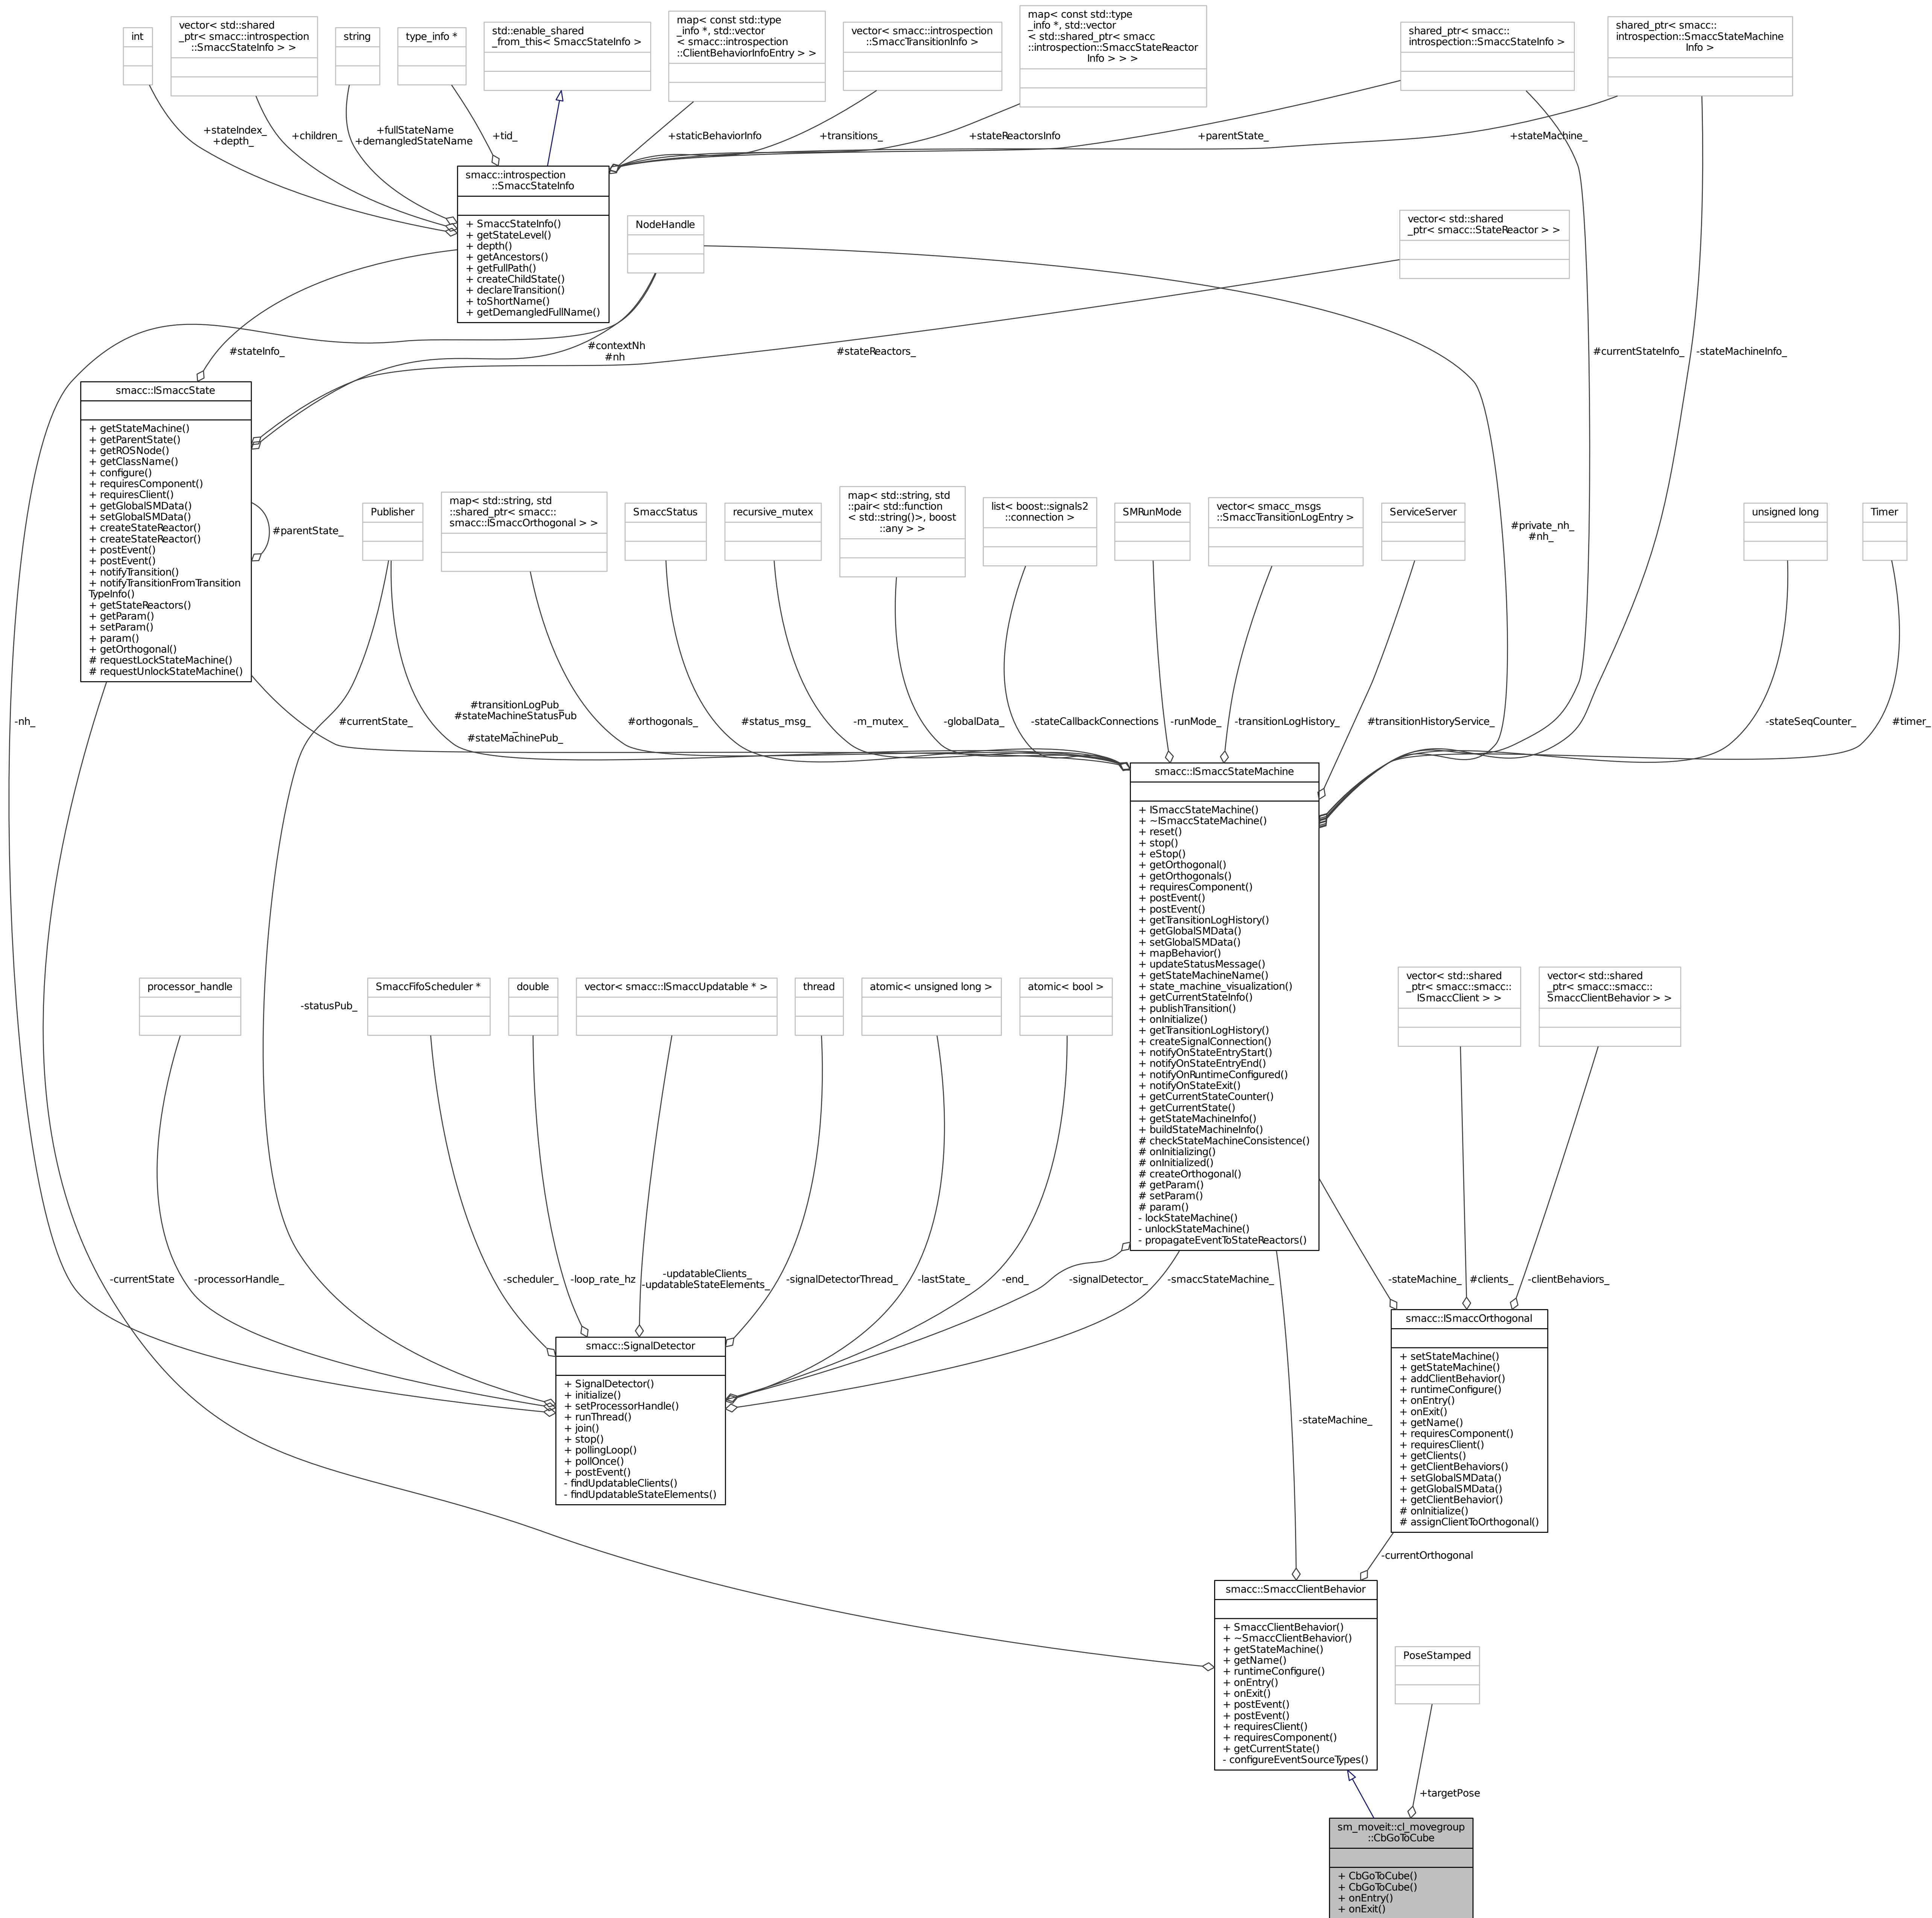 int
vector< std::shared
_ptr< smacc::introspection
::SmaccStateInfo > >
string
type_info *
std::enable_shared
_from_this< SmaccStateInfo >
map< const std::type
_info *, std::vector
< smacc::introspection
::ClientBehaviorInfoEntry > >
vector< smacc::introspection
::SmaccTransitionInfo >
map< const std::type
_info *, std::vector
< std::shared_ptr< smacc
::introspection::SmaccStateReactor
Info > > >
shared_ptr< smacc::
introspection::SmaccStateInfo >
shared_ptr< smacc::
introspection::SmaccStateMachine
Info >
+stateIndex_
+depth_
+children_
+fullStateName
+demangledStateName
+tid_
+staticBehaviorInfo
+transitions_
+stateReactorsInfo
+parentState_
+stateMachine_
smacc::introspection
::SmaccStateInfo
+ SmaccStateInfo()
+ getStateLevel()
+ depth()
+ getAncestors()
+ getFullPath()
+ createChildState()
+ declareTransition()
+ toShortName()
+ getDemangledFullName()
NodeHandle
vector< std::shared
_ptr< smacc::StateReactor > >
#stateInfo_
#contextNh
#nh
#stateReactors_
#currentStateInfo_
-stateMachineInfo_
smacc::ISmaccState
+ getStateMachine()
+ getParentState()
+ getROSNode()
+ getClassName()
+ configure()
+ requiresComponent()
+ requiresClient()
+ getGlobalSMData()
+ setGlobalSMData()
+ createStateReactor()
+ createStateReactor()
+ postEvent()
+ postEvent()
+ notifyTransition()
+ notifyTransitionFromTransition
TypeInfo()
+ getStateReactors()
+ getParam()
+ setParam()
+ param()
+ getOrthogonal()
# requestLockStateMachine()
# requestUnlockStateMachine()
#parentState_
Publisher
map< std::string, std
::shared_ptr< smacc::
smacc::ISmaccOrthogonal > >
SmaccStatus
recursive_mutex
map< std::string, std
::pair< std::function
< std::string()>, boost
::any > >
list< boost::signals2
::connection >
SMRunMode
vector< smacc_msgs
::SmaccTransitionLogEntry >
ServiceServer
#private_nh_
#nh_
unsigned long
Timer
-nh_
#currentState_
#transitionLogPub_
#stateMachineStatusPub
_
#stateMachinePub_
#orthogonals_
#status_msg_
-m_mutex_
-globalData_
-stateCallbackConnections
-runMode_
-transitionLogHistory_
#transitionHistoryService_
-stateSeqCounter_
#timer_
smacc::ISmaccStateMachine
+ ISmaccStateMachine()
+ ~ISmaccStateMachine()
+ reset()
+ stop()
+ eStop()
+ getOrthogonal()
+ getOrthogonals()
+ requiresComponent()
+ postEvent()
+ postEvent()
+ getTransitionLogHistory()
+ getGlobalSMData()
+ setGlobalSMData()
+ mapBehavior()
+ updateStatusMessage()
+ getStateMachineName()
+ state_machine_visualization()
+ getCurrentStateInfo()
+ publishTransition()
+ onInitialize()
+ getTransitionLogHistory()
+ createSignalConnection()
+ notifyOnStateEntryStart()
+ notifyOnStateEntryEnd()
+ notifyOnRuntimeConfigured()
+ notifyOnStateExit()
+ getCurrentStateCounter()
+ getCurrentState()
+ getStateMachineInfo()
+ buildStateMachineInfo()
# checkStateMachineConsistence()
# onInitializing()
# onInitialized()
# createOrthogonal()
# getParam()
# setParam()
# param()
- lockStateMachine()
- unlockStateMachine()
- propagateEventToStateReactors()
processor_handle
-statusPub_
SmaccFifoScheduler *
double
vector< smacc::ISmaccUpdatable * >
thread
atomic< unsigned long >
atomic< bool >
vector< std::shared
_ptr< smacc::smacc::
ISmaccClient > >
vector< std::shared
_ptr< smacc::smacc::
SmaccClientBehavior > >
-currentState
-processorHandle_
-scheduler_
-loop_rate_hz
-updatableClients_
-updatableStateElements_
-signalDetectorThread_
-lastState_
-end_
-signalDetector_
-smaccStateMachine_
-stateMachine_
#clients_
-clientBehaviors_
smacc::SignalDetector
+ SignalDetector()
+ initialize()
+ setProcessorHandle()
+ runThread()
+ join()
+ stop()
+ pollingLoop()
+ pollOnce()
+ postEvent()
- findUpdatableClients()
- findUpdatableStateElements()
smacc::ISmaccOrthogonal
+ setStateMachine()
+ getStateMachine()
+ addClientBehavior()
+ runtimeConfigure()
+ onEntry()
+ onExit()
+ getName()
+ requiresComponent()
+ requiresClient()
+ getClients()
+ getClientBehaviors()
+ setGlobalSMData()
+ getGlobalSMData()
+ getClientBehavior()
# onInitialize()
# assignClientToOrthogonal()
-stateMachine_
-currentOrthogonal
smacc::SmaccClientBehavior
+ SmaccClientBehavior()
+ ~SmaccClientBehavior()
+ getStateMachine()
+ getName()
+ runtimeConfigure()
+ onEntry()
+ onExit()
+ postEvent()
+ postEvent()
+ requiresClient()
+ requiresComponent()
+ getCurrentState()
- configureEventSourceTypes()
PoseStamped
+targetPose
sm_moveit::cl_movegroup
::CbGoToCube
+ CbGoToCube()
+ CbGoToCube()
+ onEntry()
+ onExit()